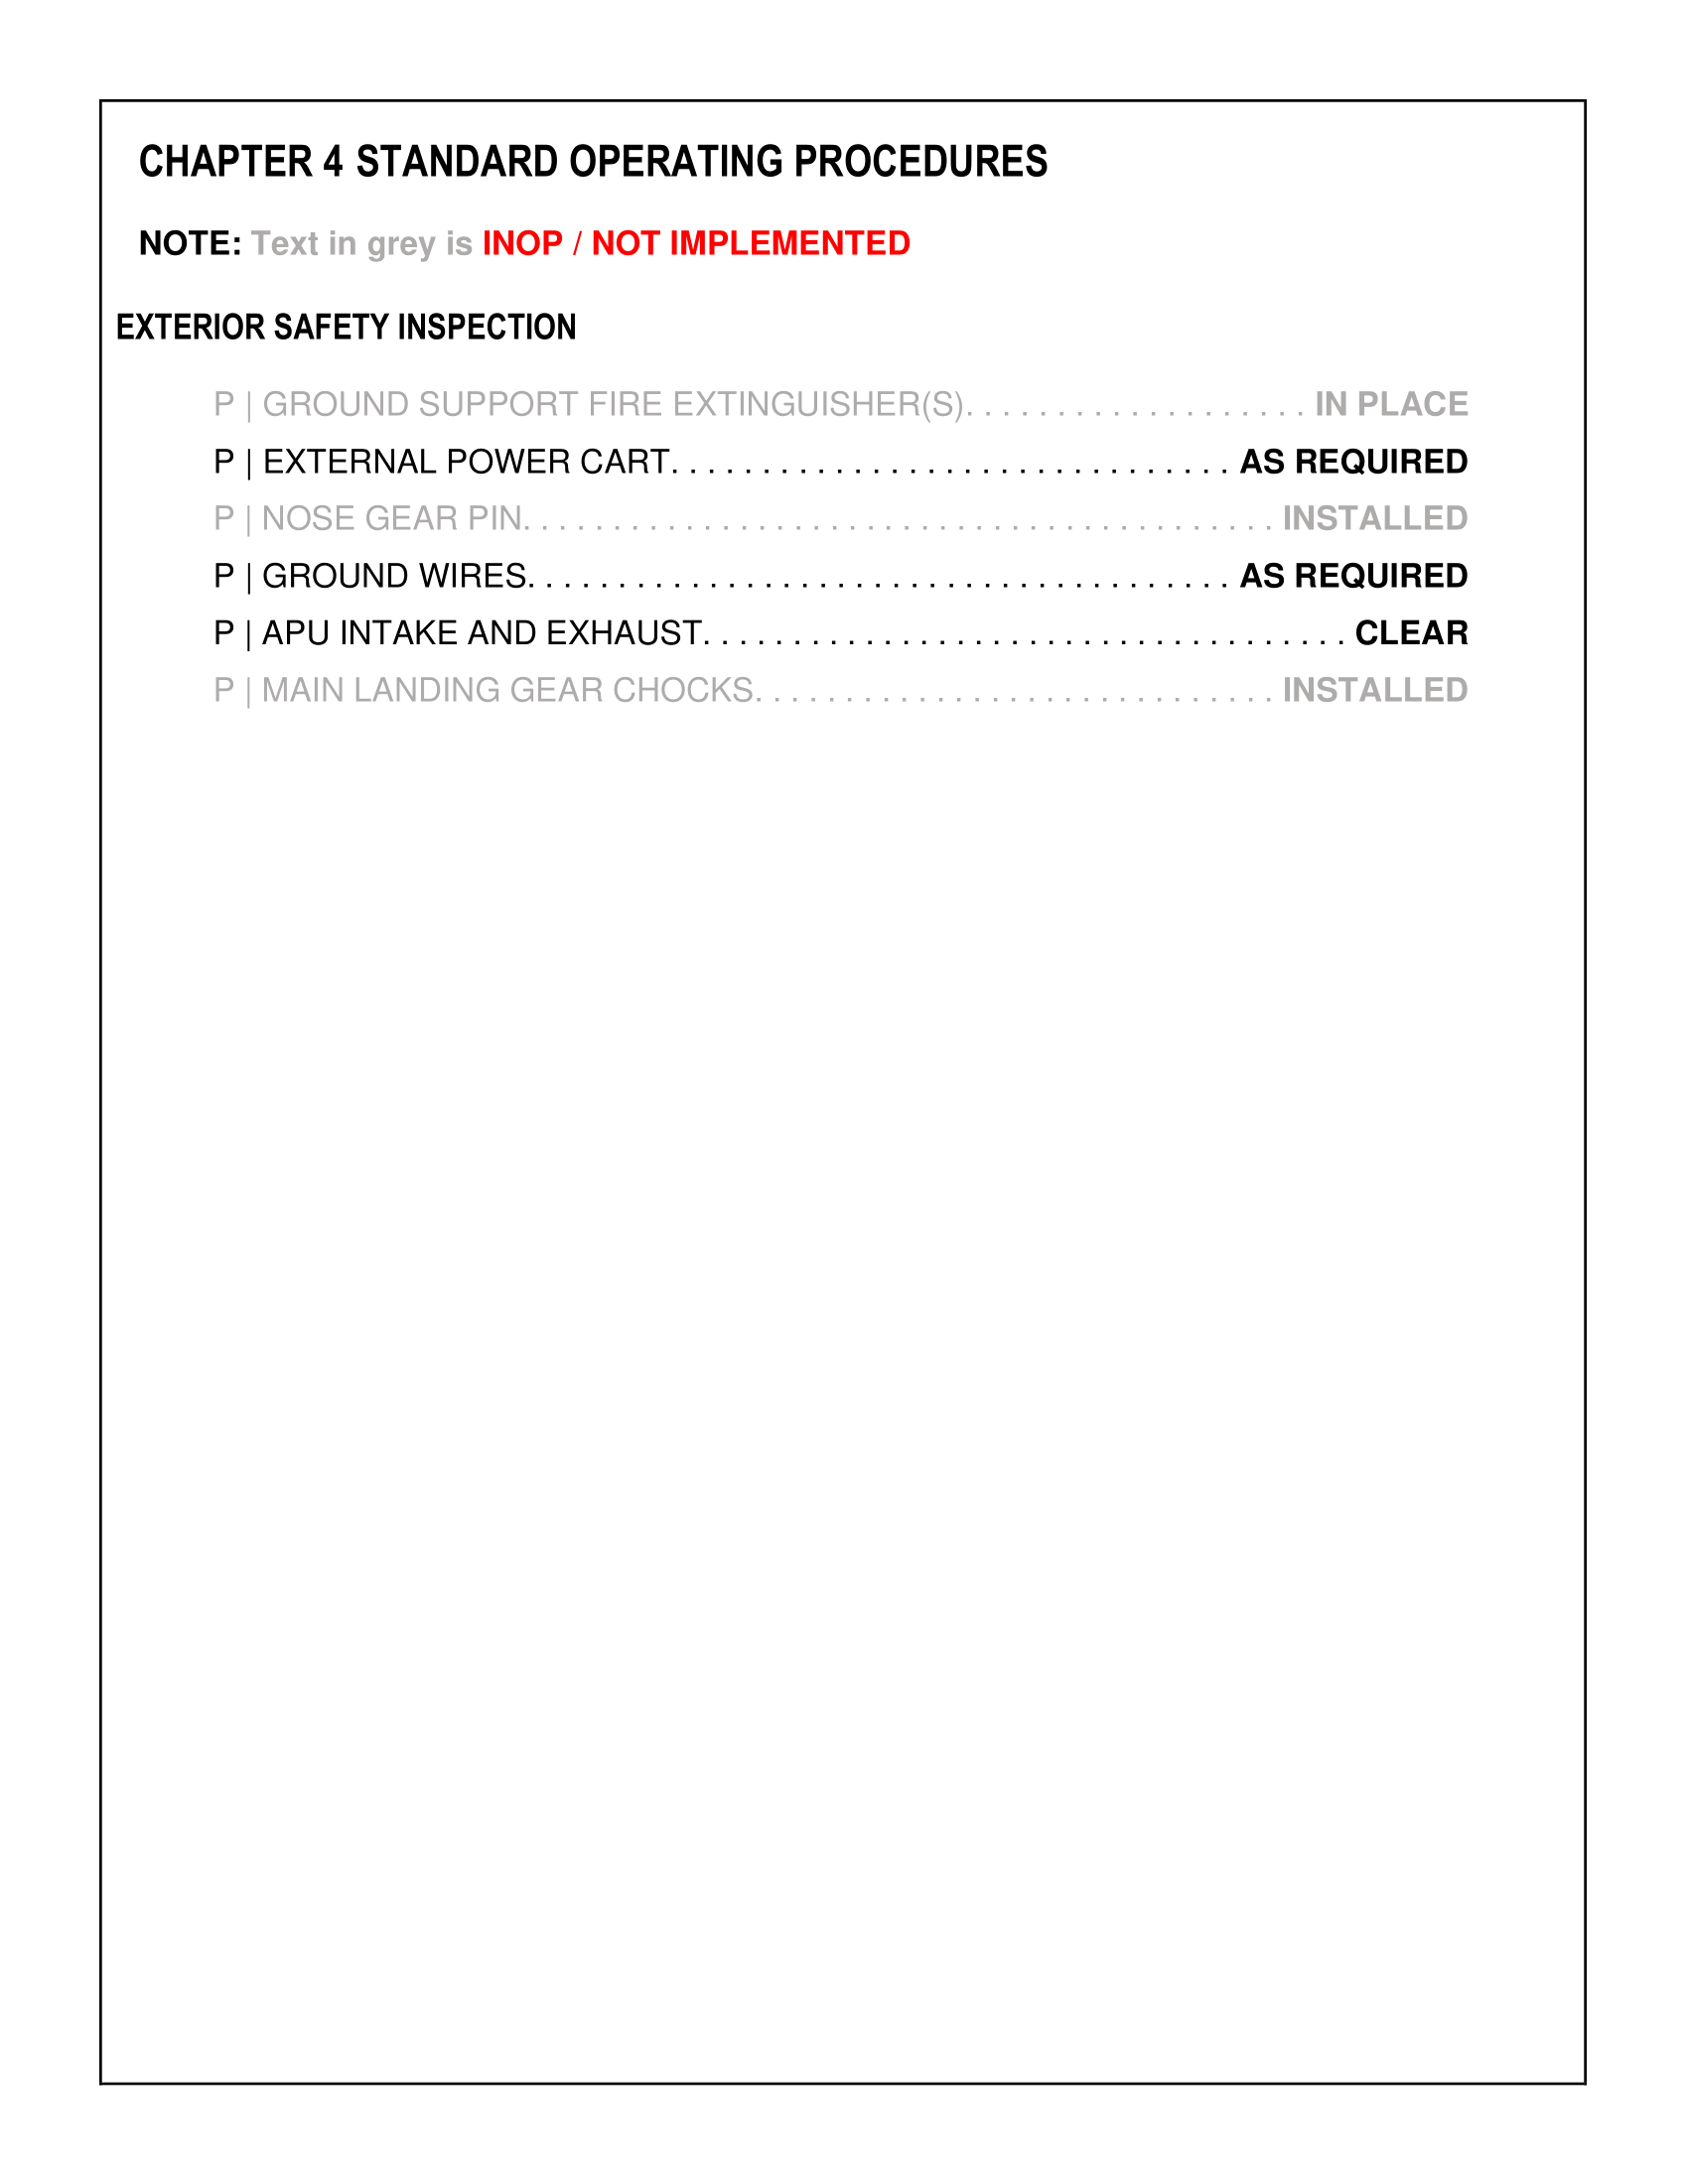 CHAPTER 4 STANDARD OPERATING PROCEDURES
NOTE: Text in grey is INOP / NOT IMPLEMENTED
EXTERIOR SAFETY INSPECTION
P | GROUND SUPPORT FIRE EXTINGUISHER(S). . . . . . . . . . . . . . . . . . . IN PLACE
P | EXTERNAL POWER CART. . . . . . . . . . . . . . . . . . . . . . . . . . . . . . . AS REQUIRED
P | NOSE GEAR PIN. . . . . . . . . . . . . . . . . . . . . . . . . . . . . . . . . . . . . . . . . . INSTALLED
P | GROUND WIRES. . . . . . . . . . . . . . . . . . . . . . . . . . . . . . . . . . . . . . . AS REQUIRED
P | APU INTAKE AND EXHAUST. . . . . . . . . . . . . . . . . . . . . . . . . . . . . . . . . . . . CLEAR
P | MAIN LANDING GEAR CHOCKS. . . . . . . . . . . . . . . . . . . . . . . . . . . . . INSTALLED